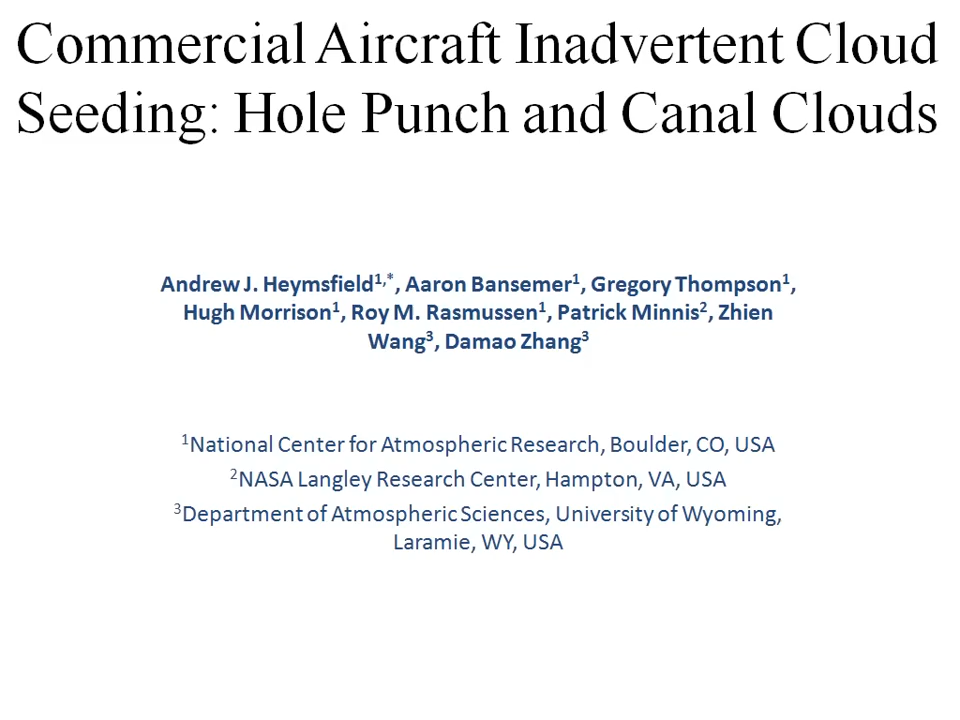 Commercial Aircraft Inadvertent Cloud
Seeding: Hole Punch and Canal Clouds
Andrew J. Heymsfield1,*, Aaron Bansemer1, Gregory Thompson1,
Hugh Morrison1, Roy M. Rasmussen1, Patrick Minnis2, Zhien
Wang3, Damao Zhang3
1National Center for Atmospheric Research, Boulder, CO, USA
2NASA Langley Research Center, Hampton, VA, USA
3Department of Atmospheric Sciences, University of Wyoming,
Laramie, WY, USA